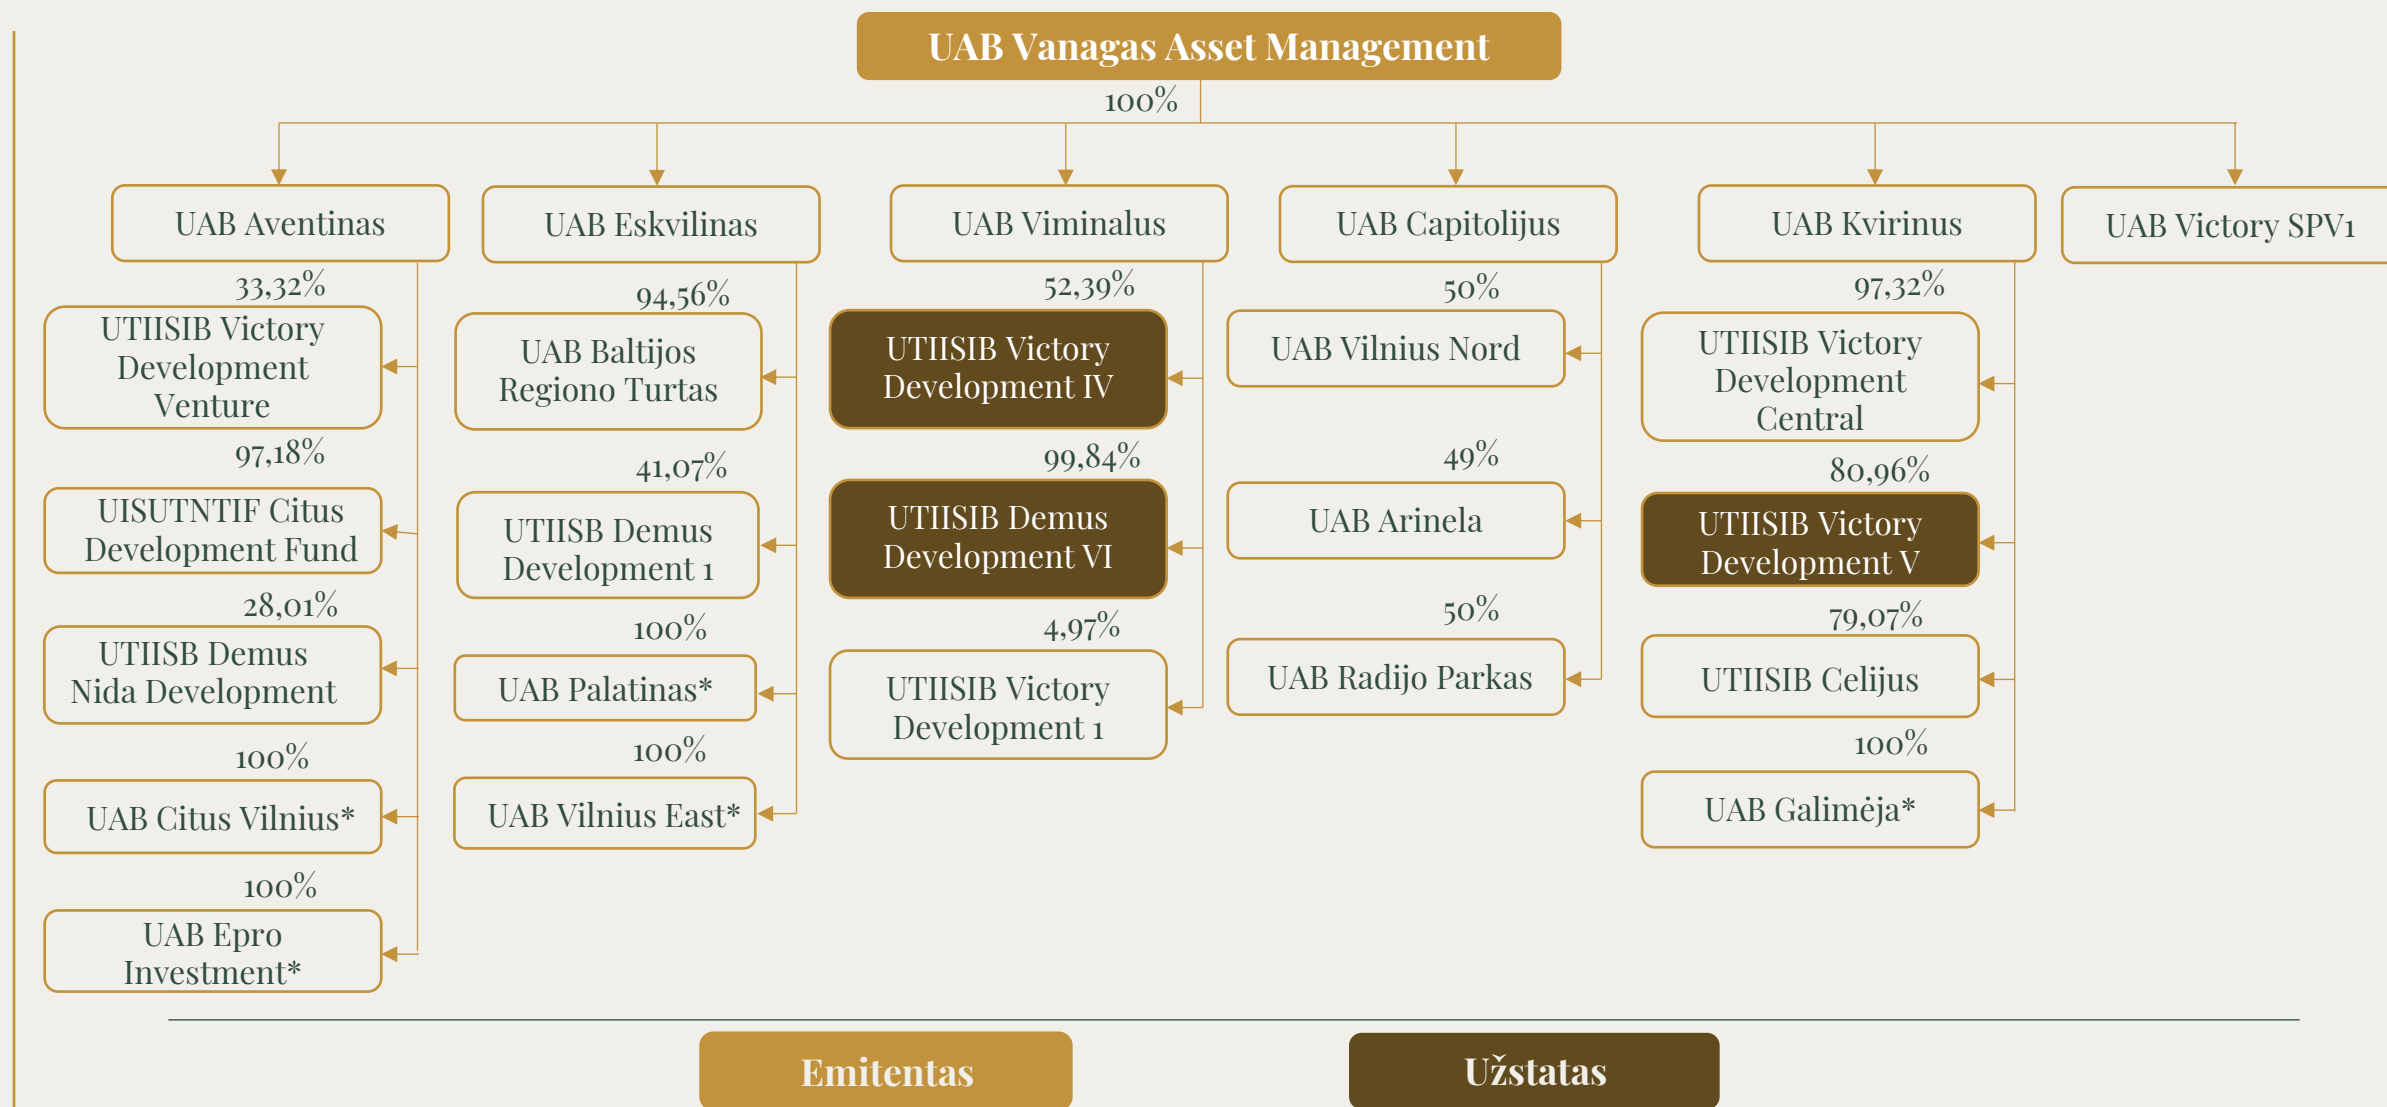 UAB Vanagas Asset Management
100%
UAB Aventinas
33,32%
UTIISIB Victory
Development
Venture
97,18%
UISUTNTIF Citus
Development Fund
28,01%
UTIISB Demus
Nida Development
100%
UAB Citus Vilnius*
100%
UAB Epro
Investment*
UAB Eskvilinas
94,56%
UAB Baltijos
Regiono Turtas
41,07%
UTIISB Demus
Development 1
100%
UAB Palatinas*
100%
UAB Vilnius East*
UAB Viminalus
52,39%
UTIISIB Victory
Development IV
99,84%
UTIISIB Demus
Development VI
4,97%
UTIISIB Victory
Development 1
UAB Capitolijus
50%
UAB Vilnius Nord
49%
UAB Arinela
50%
UAB Radijo Parkas
UAB Kvirinus
97,32%
UTIISIB Victory
Development
Central
80,96%
UTIISIB Victory
Development V
79,07%
UTIISIB Celijus
100%
UAB Galimėja*
UAB Victory SPV1
Emitentas
Užstatas